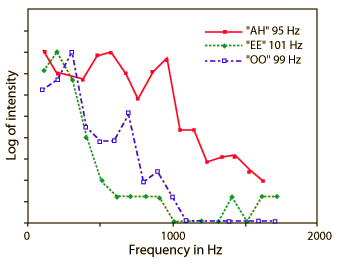 Log of intensity
"AH" 95 Hz
"EE" 101 Hz
"OO" 99 Hz
0 1000 2000
Frequency in Hz